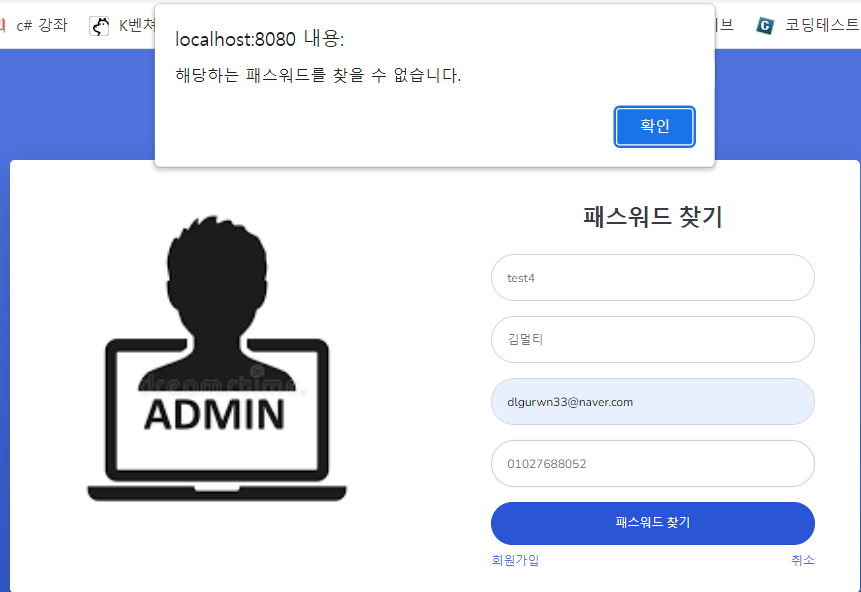 c# 강좌
K벤처
브
코딩테스트
localhost:8080 내용:
해당하는 패스워드를 찾을 수 없습니다.
확인
패스워드 찾기
test4
김멀티
dlgurwn33@naver.com
01027688052
패스워드 찾기
회원가입
취소
dreamstime.
ADMIN